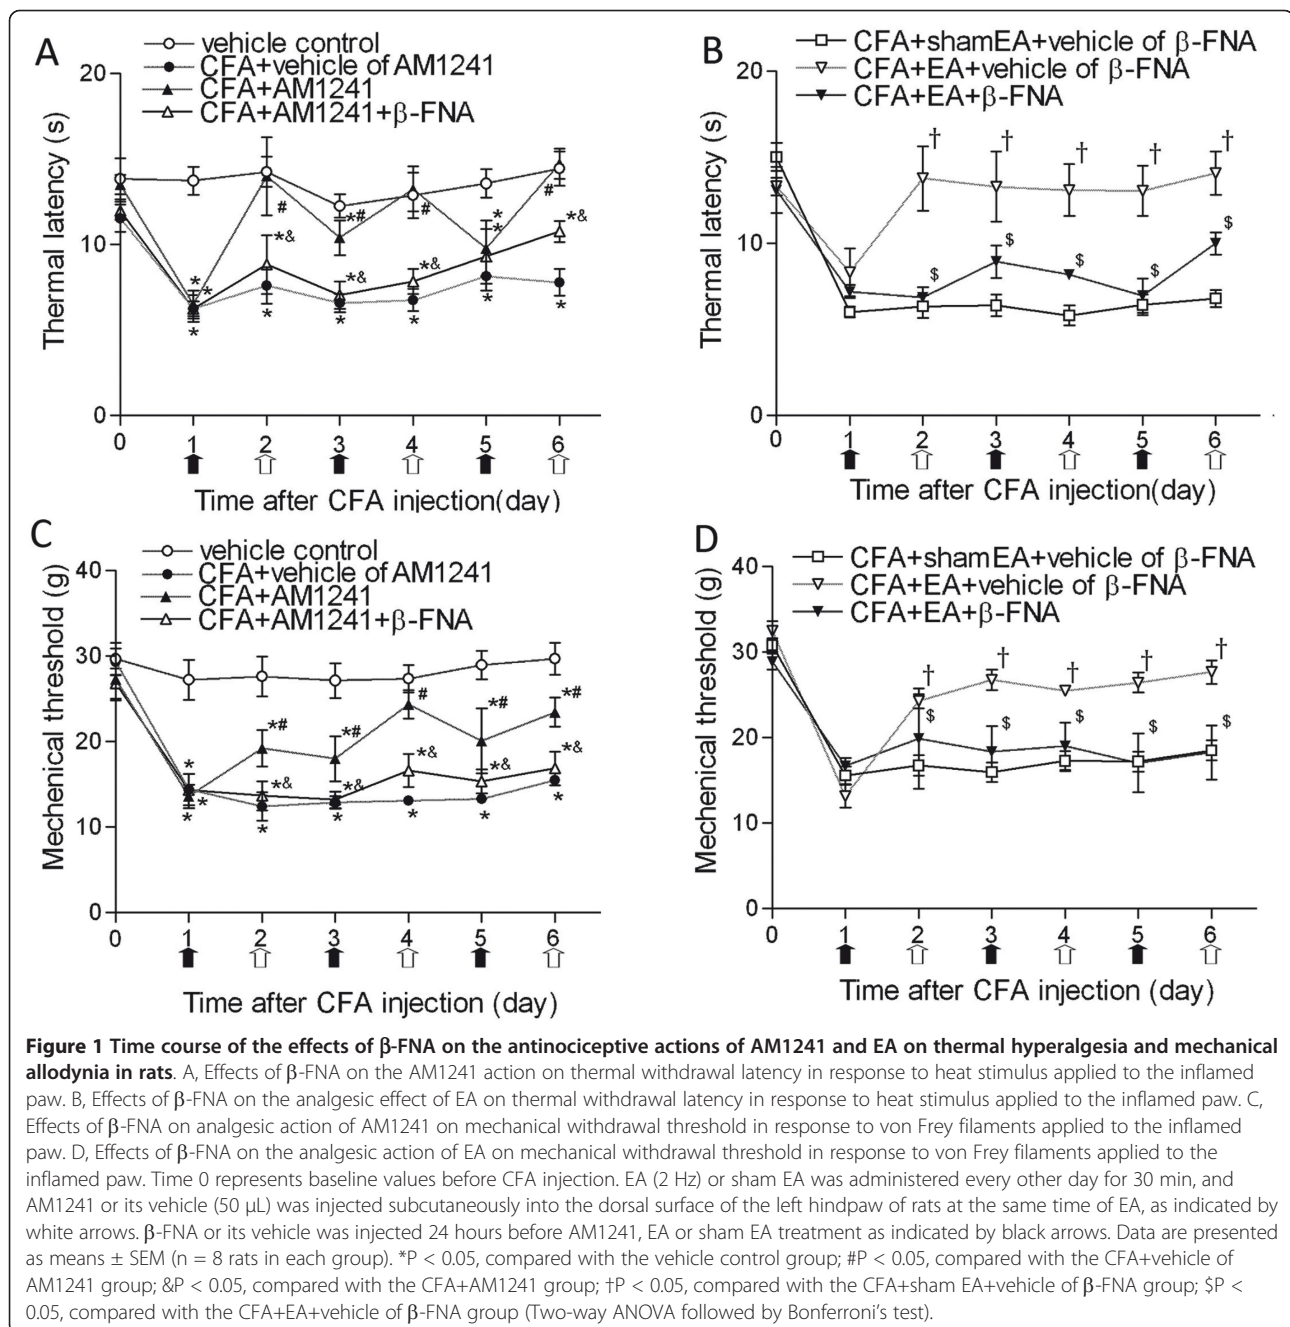 A
vehicle control
CFA+vehicle of AM1241
CFA+AM1241
CFA+AM1241+β-FNA
Thermal latency (s)
20
10
0
* * * # *& * *# *& * # *& * * * * # *& *
0 1 2 3 4 5 6
Time after CFA injection(day)
B
CFA+shamEA+vehicle of β-FNA
CFA+EA+vehicle of β-FNA
CFA+EA+β-FNA
Thermal latency (s)
20
10
0
† † † † †
$ $ $ $ $
0 1 2 3 4 5 6
Time after CFA injection(day)
C
vehicle control
CFA+vehicle of AM1241
CFA+AM1241
CFA+AM1241+β-FNA
Mechenical threshold (g)
40
30
20
10
0
* * * *# *& * *# *& * # *& * *# *& * *# *& *
0 1 2 3 4 5 6
Time after CFA injection (day)
D
CFA+shamEA+vehicle of β-FNA
CFA+EA+vehicle of β-FNA
CFA+EA+β-FNA
Mechenical threshold (g)
40
30
20
10
0
† † † † †
$ $ $ $ $
0 1 2 3 4 5 6
Time after CFA injection (day)
Figure 1 Time course of the effects of β-FNA on the antinociceptive actions of AM1241 and EA on thermal hyperalgesia and mechanical
allodynia in rats. A, Effects of β-FNA on the AM1241 action on thermal withdrawal latency in response to heat stimulus applied to the inflamed
paw. B, Effects of β-FNA on the analgesic effect of EA on thermal withdrawal latency in response to heat stimulus applied to the inflamed paw. C,
Effects of β-FNA on analgesic action of AM1241 on mechanical withdrawal threshold in response to von Frey filaments applied to the inflamed
paw. D, Effects of β-FNA on the analgesic action of EA on mechanical withdrawal threshold in response to von Frey filaments applied to the
inflamed paw. Time 0 represents baseline values before CFA injection. EA (2 Hz) or sham EA was administered every other day for 30 min, and
AM1241 or its vehicle (50 μL) was injected subcutaneously into the dorsal surface of the left hindpaw of rats at the same time of EA, as indicated by
white arrows. β-FNA or its vehicle was injected 24 hours before AM1241, EA or sham EA treatment as indicated by black arrows. Data are presented
as means ± SEM (n = 8 rats in each group). *P < 0.05, compared with the vehicle control group; #P < 0.05, compared with the CFA+vehicle of
AM1241 group; &P < 0.05, compared with the CFA+AM1241 group; †P < 0.05, compared with the CFA+sham EA+vehicle of β-FNA group; $P <
0.05, compared with the CFA+EA+vehicle of β-FNA group (Two-way ANOVA followed by Bonferroni's test).